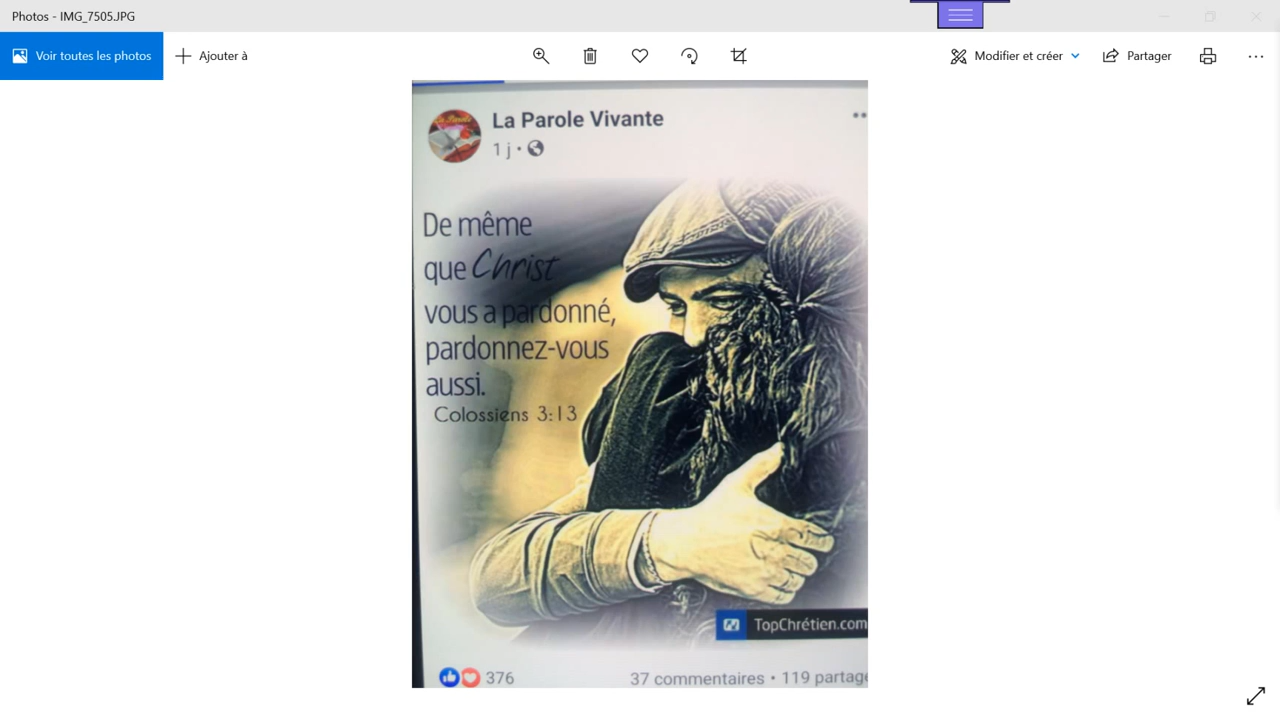 Photos - IMG_7505.JPG
Voir toutes les photos
Ajouter à
Modifier et créer
Partager
La Parole Vivante
1 j •
De même
que Christ
vous a pardonné,
pardonnez-vous
aussi.
Colossiens 3:13
TopChrétien.com
376
37 commentaires • 119 partage